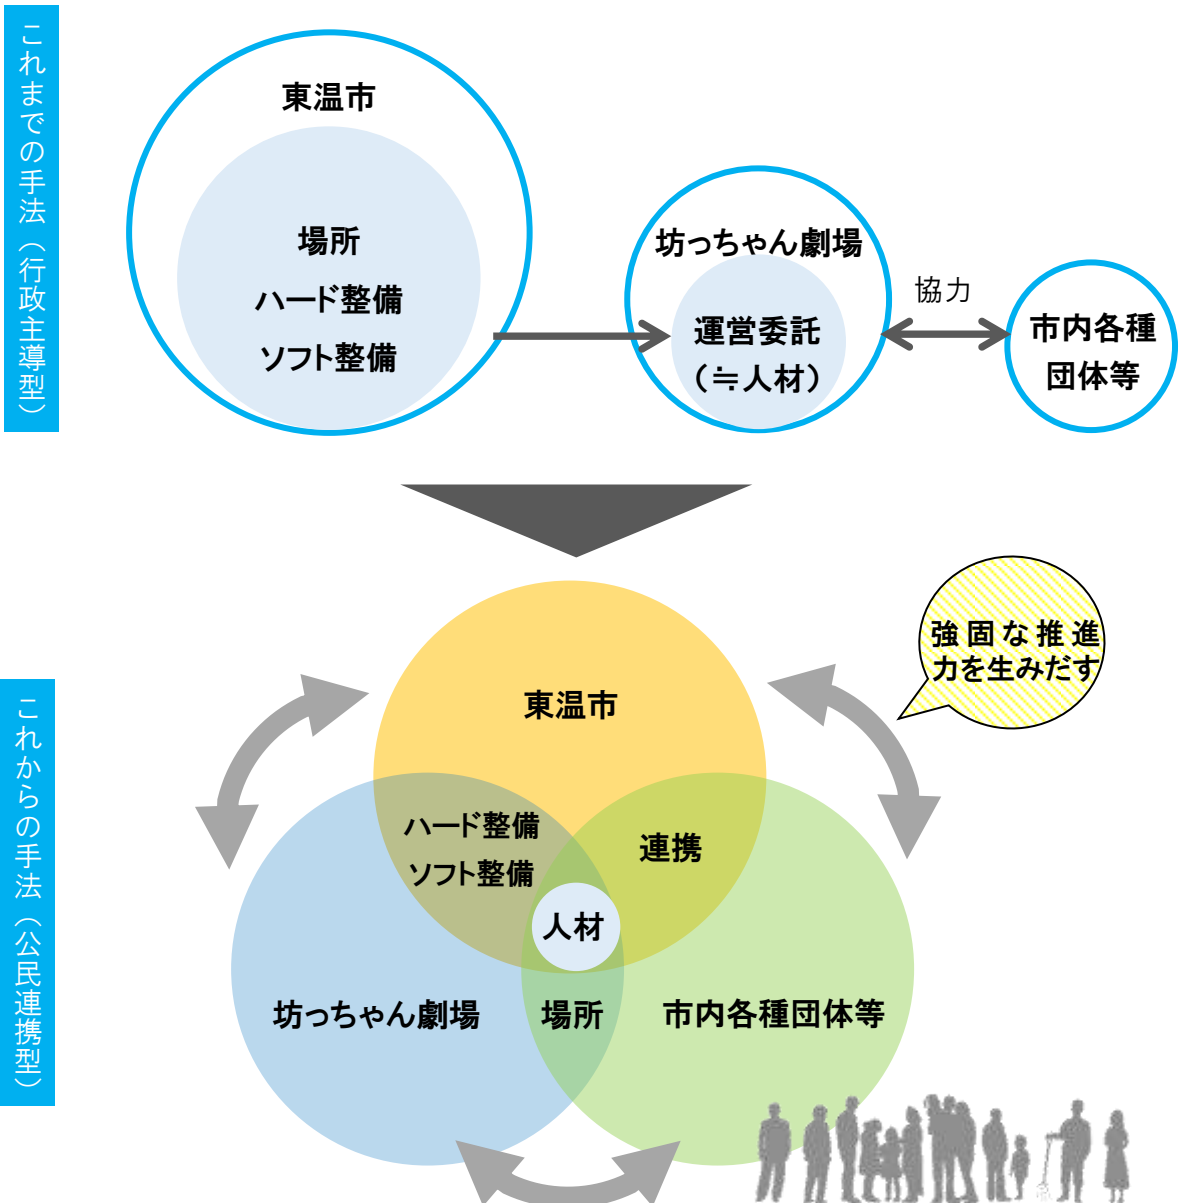 これまでの手法（行政主導型）
東温市
場所
ハード整備
ソフト整備
坊っちゃん劇場
運営委託
（≒人材）
協力
市内各種
団体等
これからの手法（公民連携型）
強固な推進
力を生みだす
東温市
ハード整備
ソフト整備
連携
人材
坊っちゃん劇場
場所
市内各種団体等